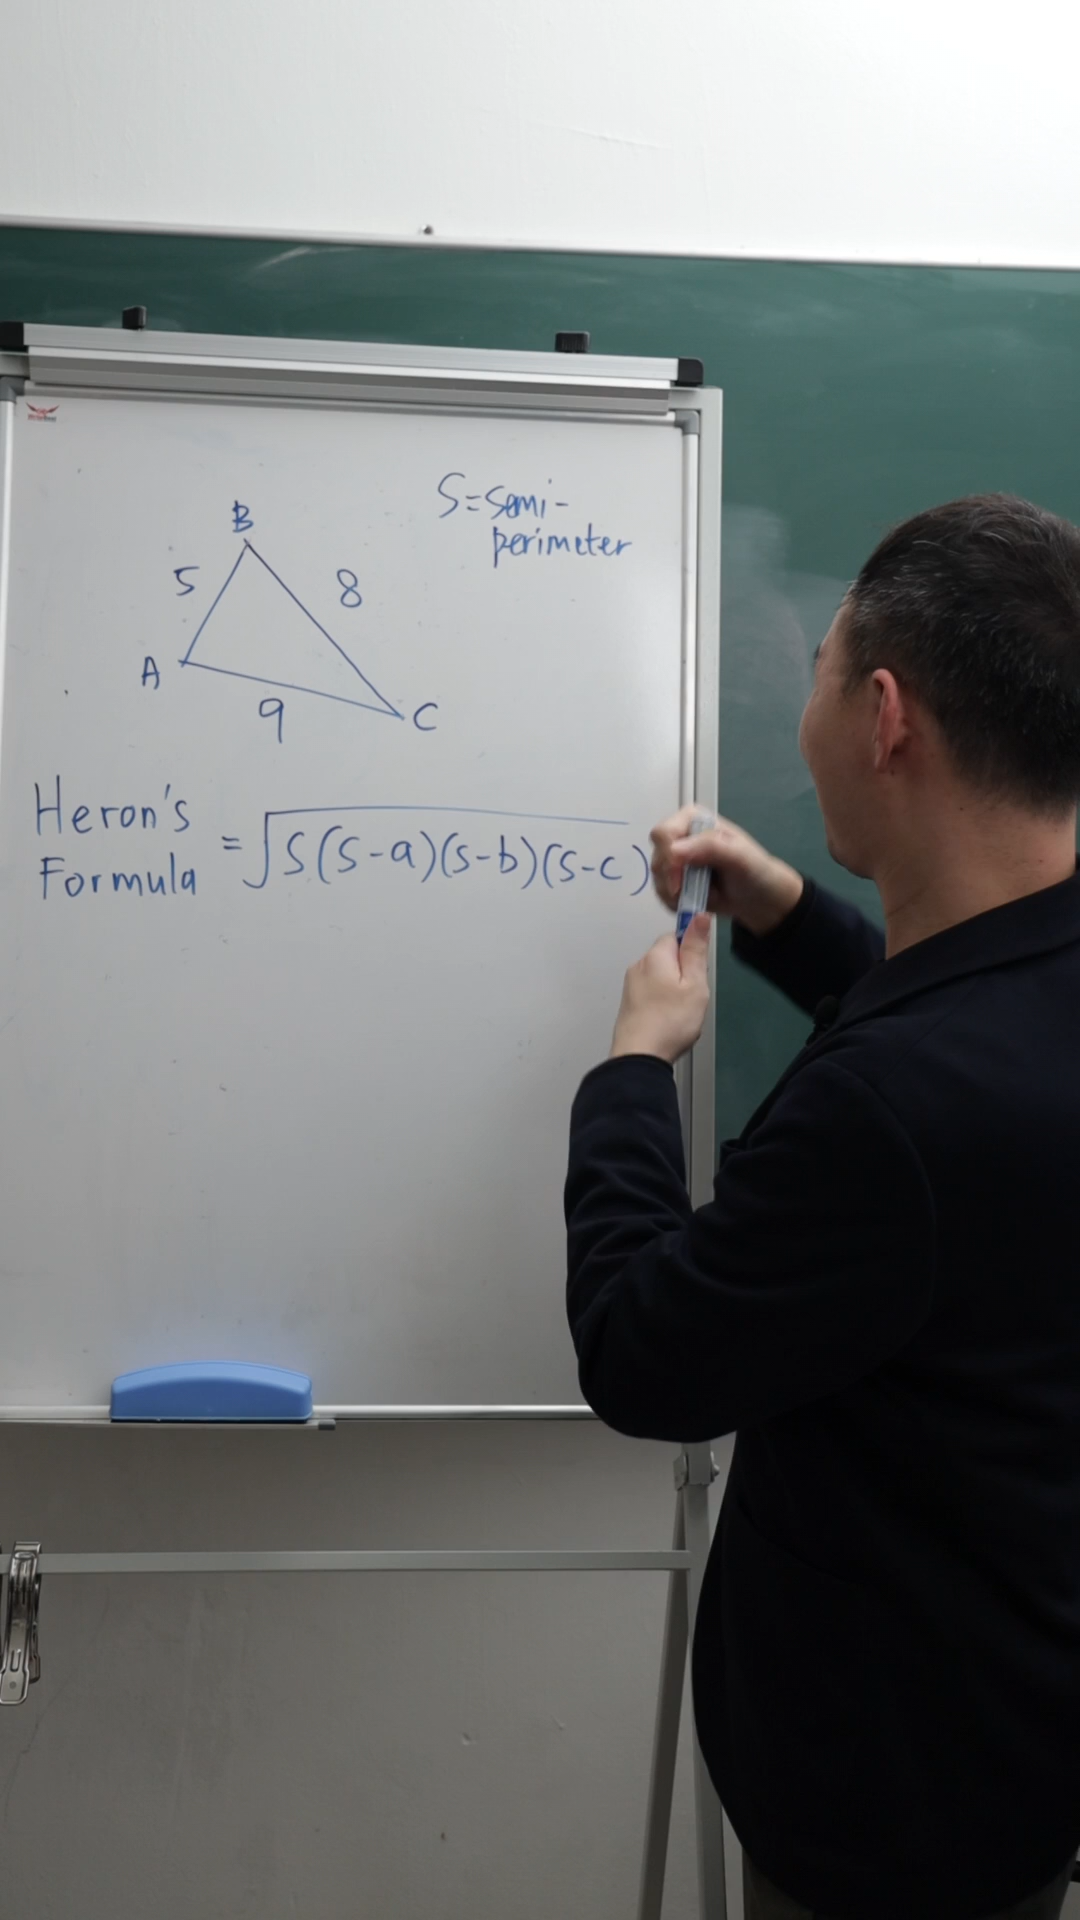 S=Semi-
perimeter
B
5
8
A
9
C
Heron's
Formula
=√S(S-a)(S-b)(S-c)